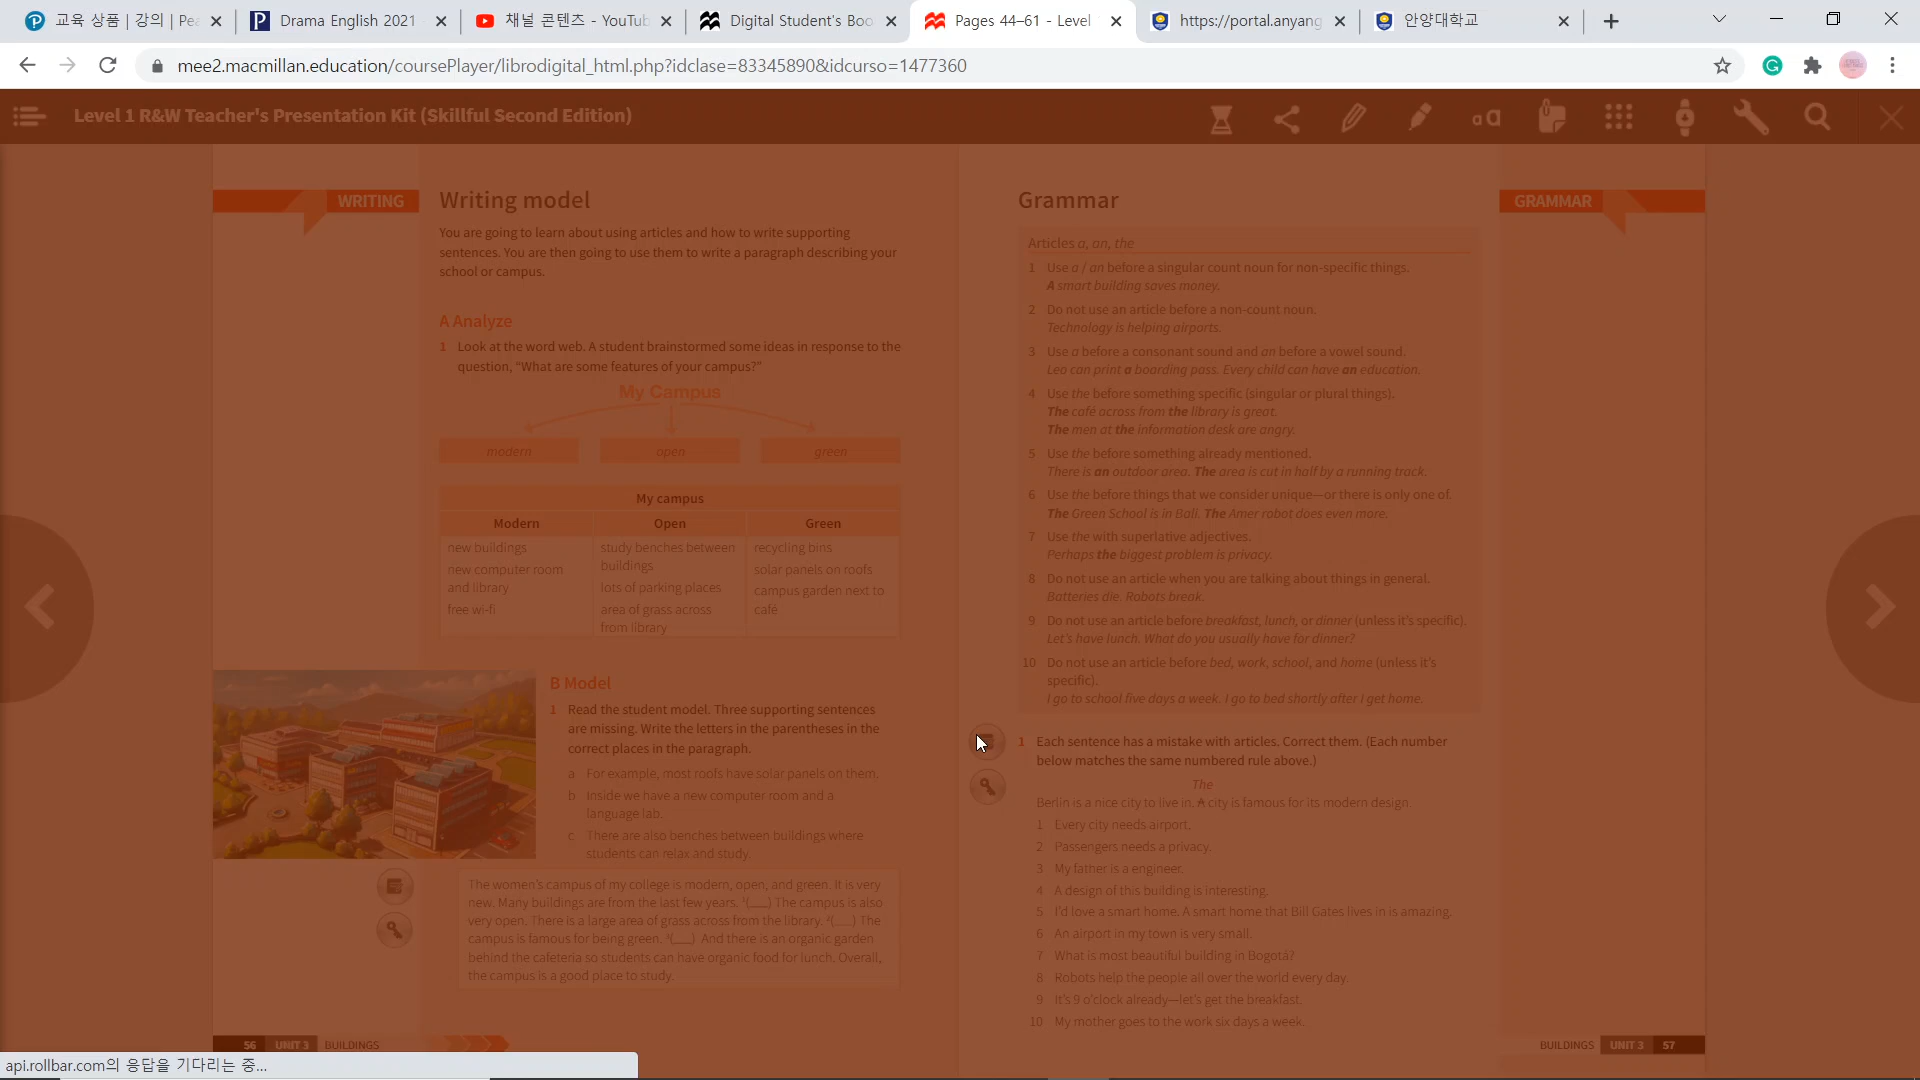 교육 상품 | 강의 | Pea
Drama English 2021
채널 콘텐츠 - YouTub
Digital Student's Boo
Pages 44–61 - Level
https://portal.anyang
안양대학교
mee2.macmillan.education/coursePlayer/librodigital_html.php?idclase=83345890&idcurso=1477360
Level 1 R&W Teacher's Presentation Kit (Skillful Second Edition)
WRITING
Writing model
You are going to learn about using articles and how to write supporting
sentences. You are then going to use them to write a paragraph describing your
school or campus.
A Analyze
1 Look at the word web. A student brainstormed some ideas in response to the
question, "What are some features of your campus?"
My Campus
modern open green
My campus
Modern Open Green
new buildings
new computer room
and library
free wi-fi
study benches between
buildings
lots of parking places
area of grass across
from library
recycling bins
solar panels on roofs
campus garden next to
café
B Model
1 Read the student model. Three supporting sentences
are missing. Write the letters in the parentheses in the
correct places in the paragraph.
a For example, most roofs have solar panels on them.
b Inside we have a new computer room and a
language lab.
c There are also benches between buildings where
students can relax and study.
The women's campus of my college is modern, open, and green. It is very
new. Many buildings are from the last few years. ¹(___) The campus is also
very open. There is a large area of grass across from the library. ²(___) The
campus is famous for being green. ³(___) And there is an organic garden
behind the cafeteria so students can have organic food for lunch. Overall,
the campus is a good place to study.
56 UNIT 3 BUILDINGS
Grammar
GRAMMAR
Articles a, an, the
1 Use a / an before a singular count noun for non-specific things.
A smart building saves money.
2 Do not use an article before a non-count noun.
Technology is helping airports.
3 Use a before a consonant sound and an before a vowel sound.
Leo can print a boarding pass. Every child can have an education.
4 Use the before something specific (singular or plural things).
The café across from the library is great.
The men at the information desk are angry.
5 Use the before something already mentioned.
There is an outdoor area. The area is cut in half by a running track.
6 Use the before things that we consider unique—or there is only one of.
The Green School is in Bali. The Amer robot does even more.
7 Use the with superlative adjectives.
Perhaps the biggest problem is privacy.
8 Do not use an article when you are talking about things in general.
Batteries die. Robots break.
9 Do not use an article before breakfast, lunch, or dinner (unless it's specific).
Let's have lunch. What do you usually have for dinner?
10 Do not use an article before bed, work, school, and home (unless it's
specific).
I go to school five days a week. I go to bed shortly after I get home.
1 Each sentence has a mistake with articles. Correct them. (Each number
below matches the same numbered rule above.)
The
Berlin is a nice city to live in. A city is famous for its modern design.
1 Every city needs airport.
2 Passengers needs a privacy.
3 My father is a engineer.
4 A design of this building is interesting.
5 I'd love a smart home. A smart home that Bill Gates lives in is amazing.
6 An airport in my town is very small.
7 What is most beautiful building in Bogotá?
8 Robots help the people all over the world every day.
9 It's 9 o'clock already—let's get the breakfast.
10 My mother goes to the work six days a week.
BUILDINGS UNIT 3 57
api.rollbar.com의 응답을 기다리는 중...